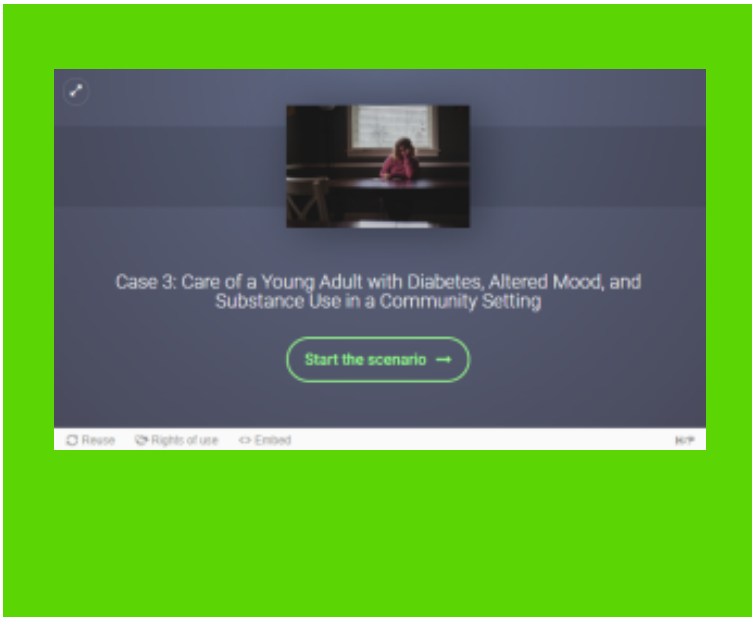 Case 3: Care of a Young Adult with Diabetes, Altered Mood, and
Substance Use in a Community Setting
Start the scenario
Reuse Rights of use Embed H5P